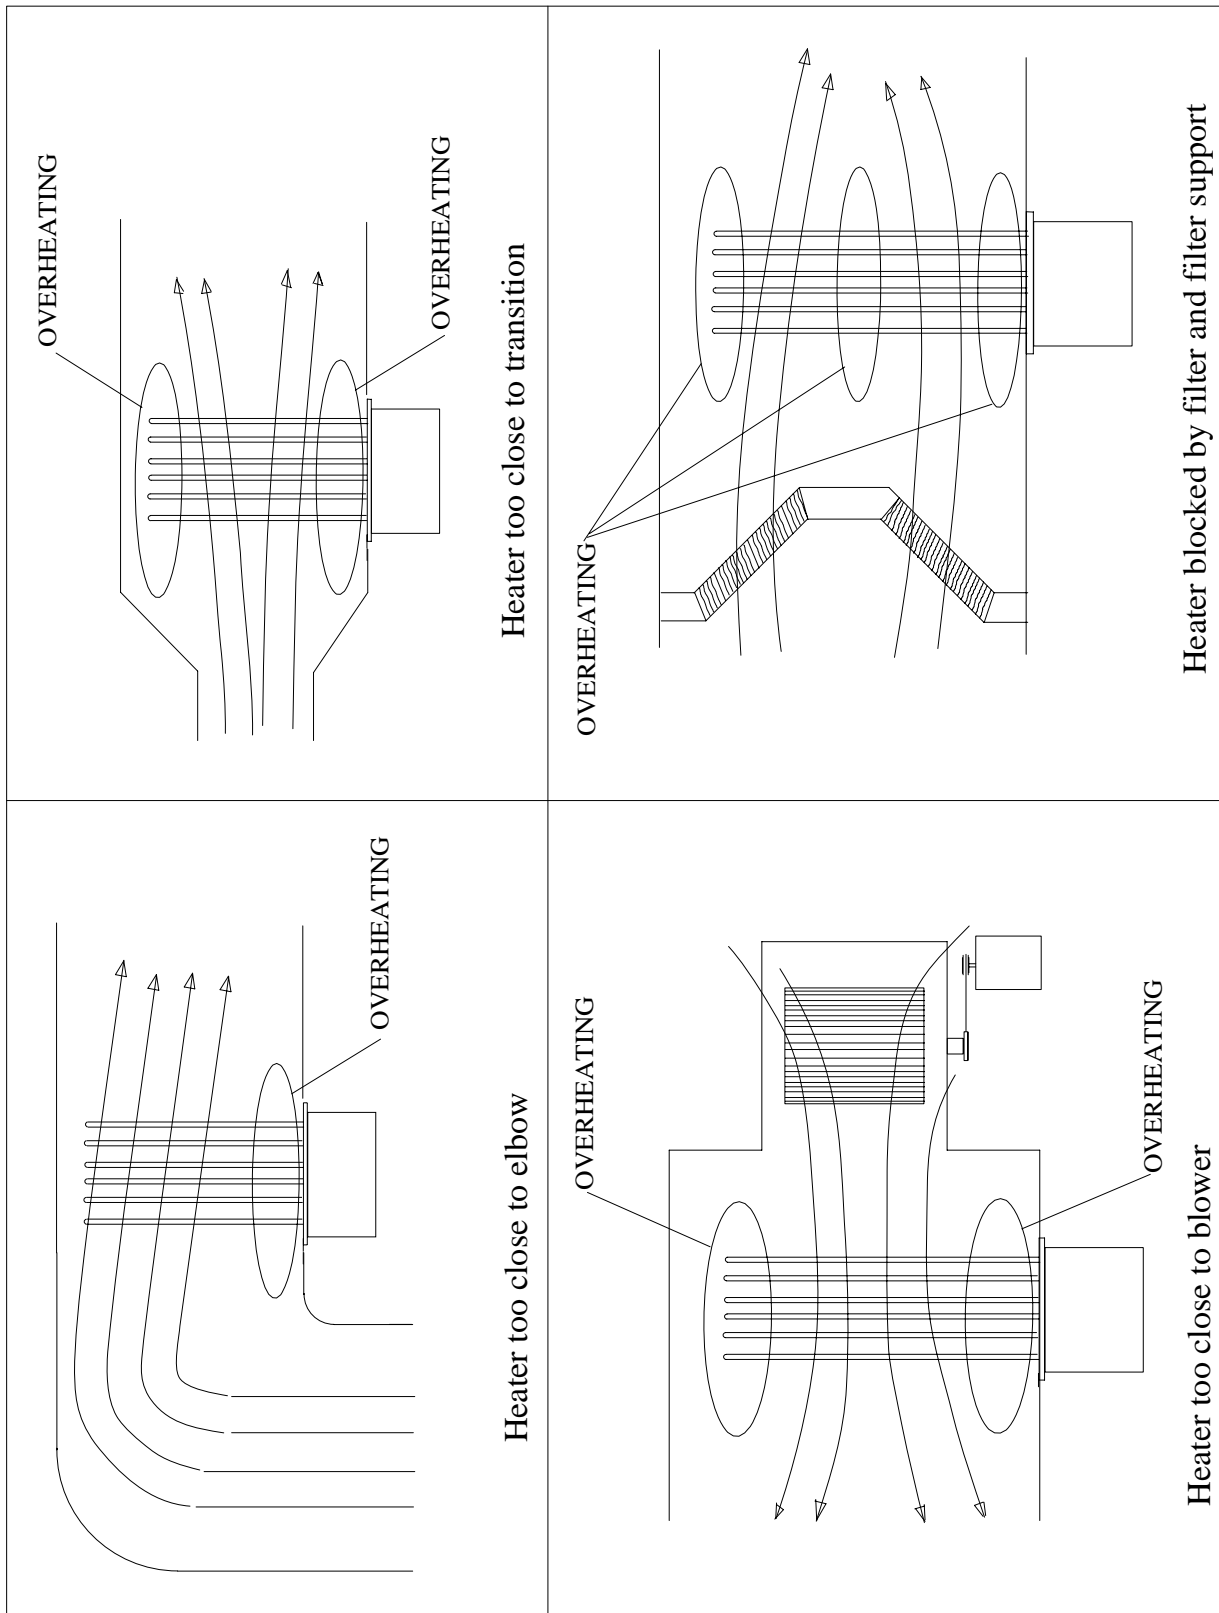 OVERHEATING
Heater too close to elbow
OVERHEATING
OVERHEATING
Heater too close to transition
OVERHEATING
OVERHEATING
Heater too close to blower
OVERHEATING
Heater blocked by filter and filter support